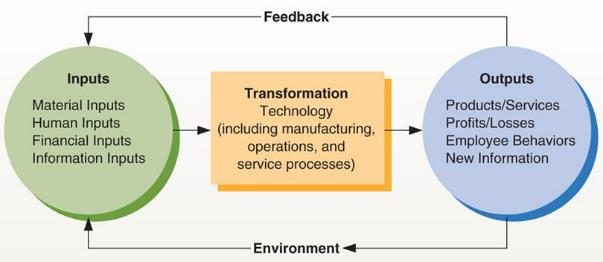 Feedback
Inputs
Material Inputs
Human Inputs
Financial Inputs
Information Inputs
Transformation
Technology
(including manufacturing,
operations, and
service processes)
Outputs
Products/Services
Profits/Losses
Employee Behaviors
New Information
Environment